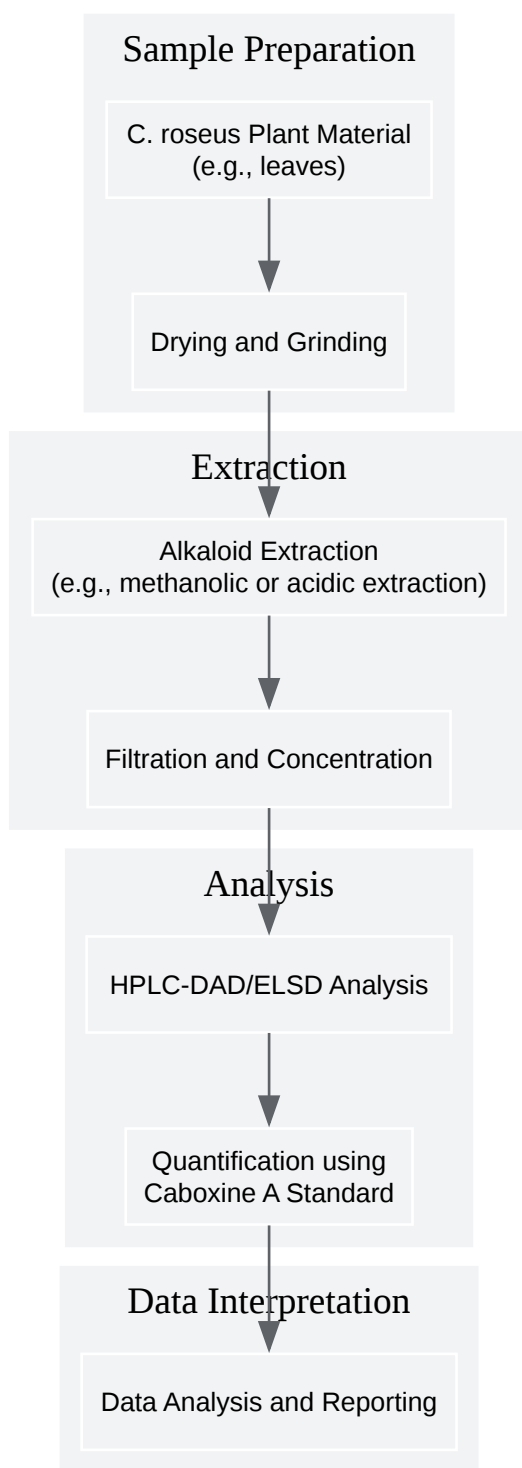 Sample Preparation
C. roseus Plant Material
(e.g., leaves)
Drying and Grinding
Extraction
Alkaloid Extraction
(e.g., methanolic or acidic extraction)
Filtration and Concentration
Analysis
HPLC-DAD/ELSD Analysis
Quantification using
Caboxine A Standard
Data Interpretation
Data Analysis and Reporting